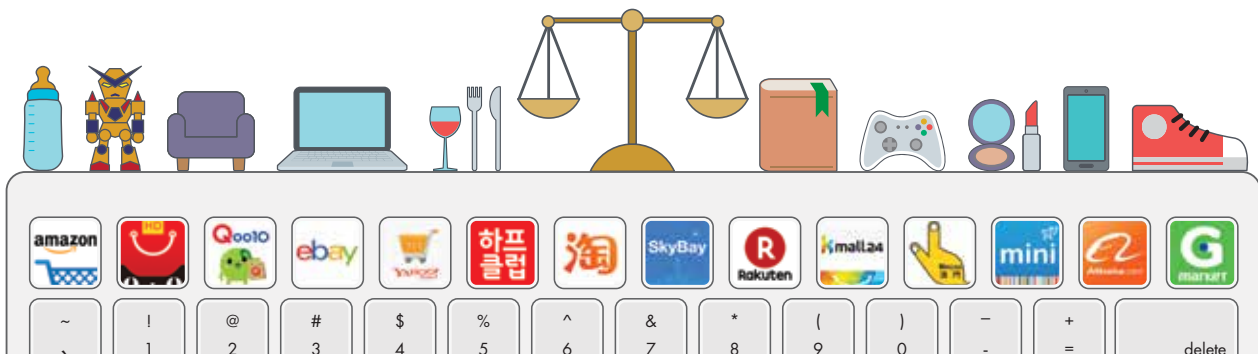 amazon
HD
Qoo10
ebay
YAHOO!
하프
클럽
淘
SkyBay
R
Rakuten
Kmall24
mini
Alibaba.com
G
market
~ ! @ # $ % ^ & * ( ) _ +
` 1 2 3 4 5 6 7 8 9 0 - = delete